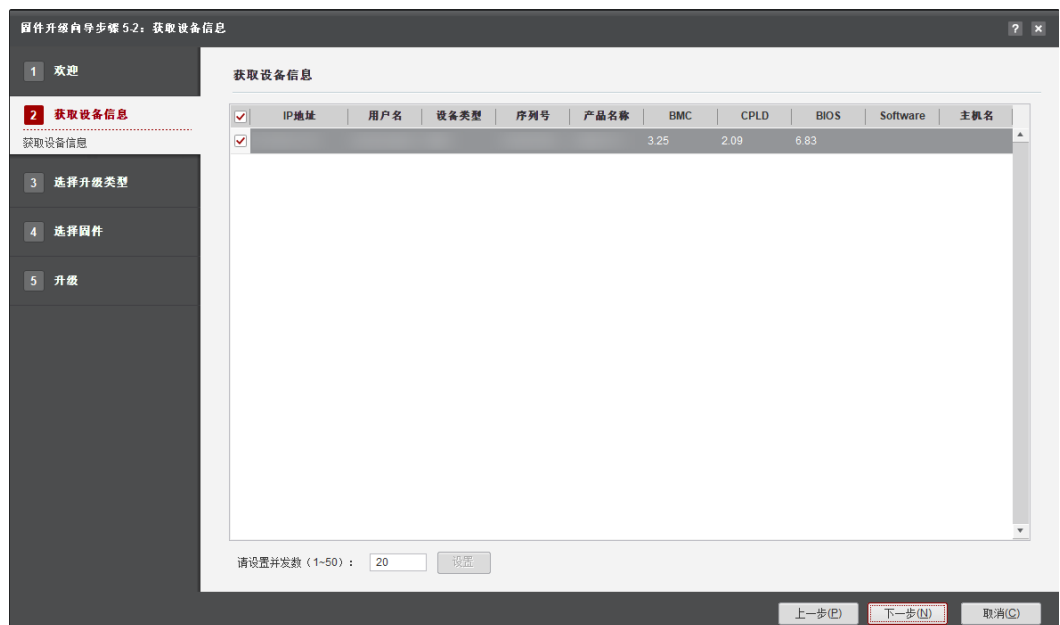 固件升级向导步骤 5-2：获取设备信息 ? ×
1 欢迎
2 获取设备信息
获取设备信息
3 选择升级类型
4 选择固件
5 升级
获取设备信息
IP地址 用户名 设备类型 序列号 产品名称 BMC CPLD BIOS Software 主机名
3.25 2.09 6.83
请设置并发数（1~50）： 20 设置
上一步(P) 下一步(N) 取消(C)